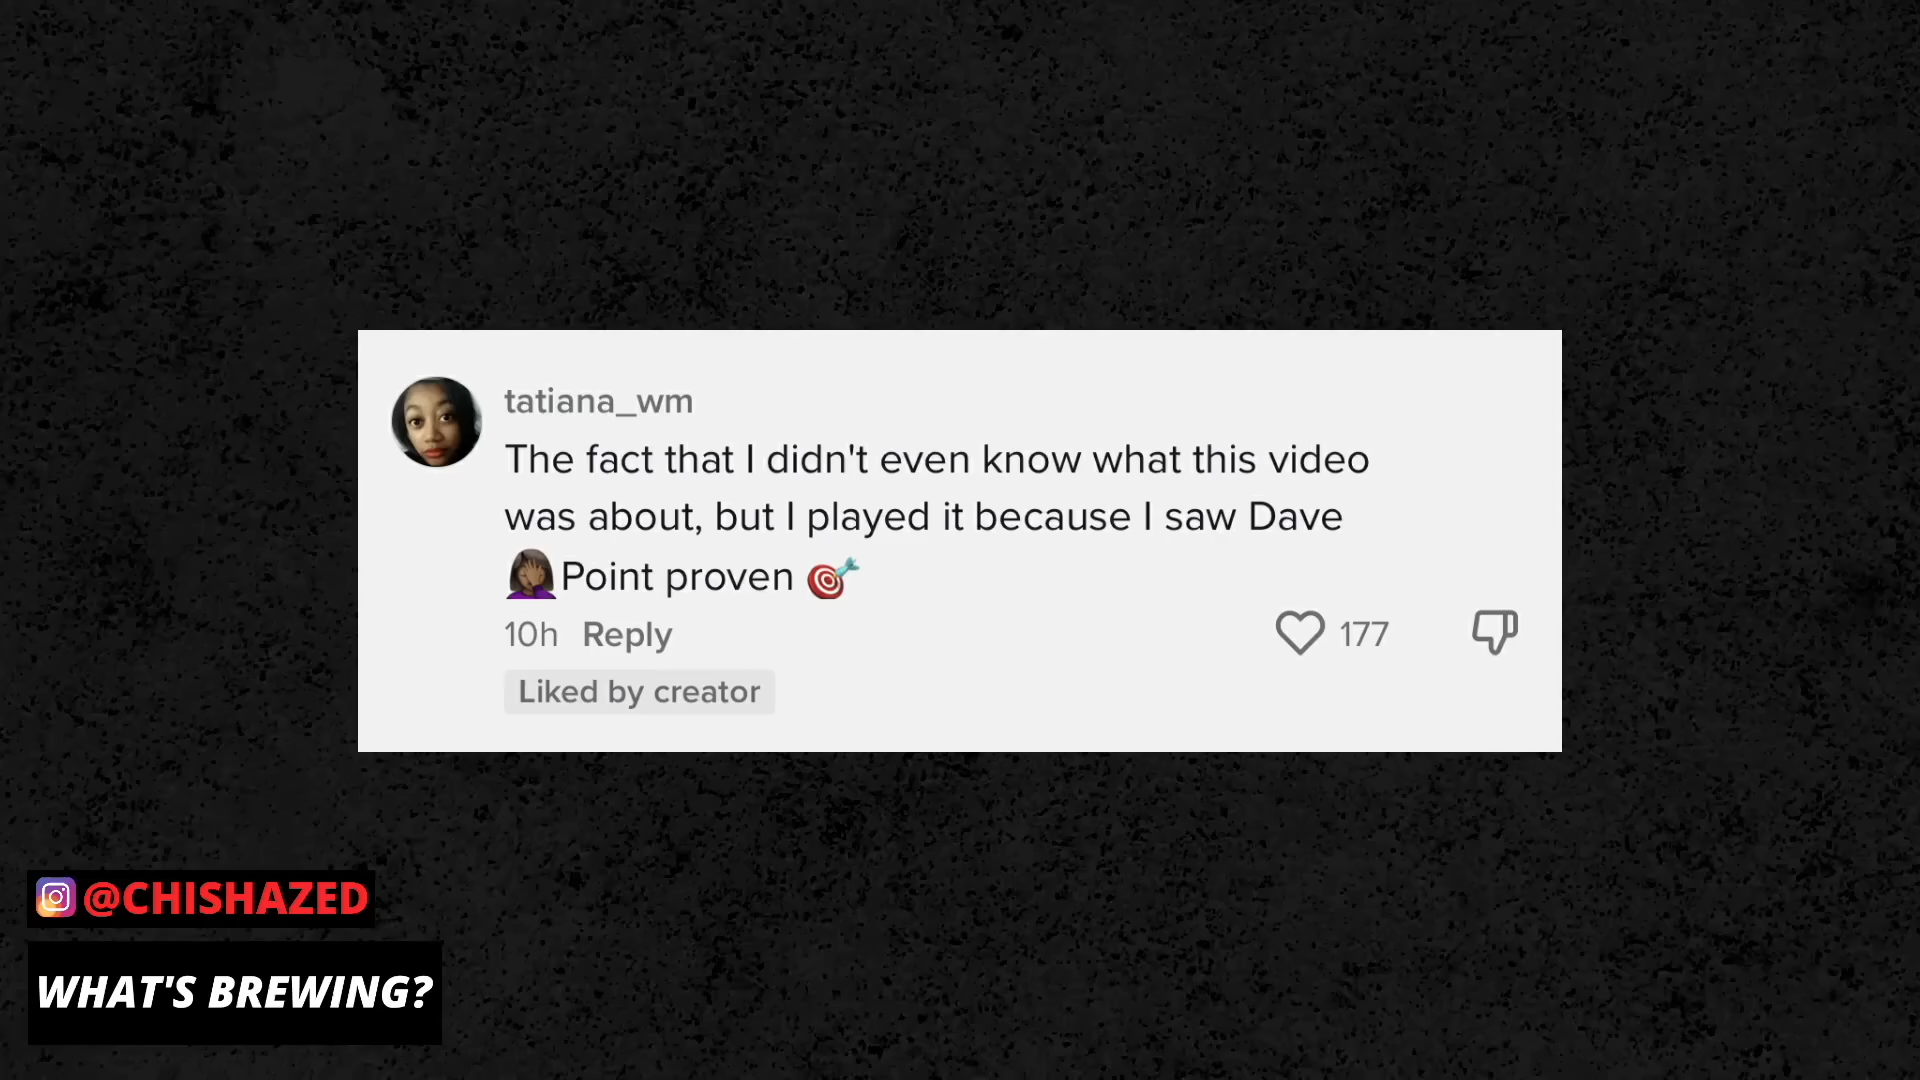 tatiana_wm
The fact that I didn't even know what this video
was about, but I played it because I saw Dave
🤦🏾‍♀️Point proven 🎯
10h Reply
177
Liked by creator
@CHISHAZED
WHAT'S BREWING?